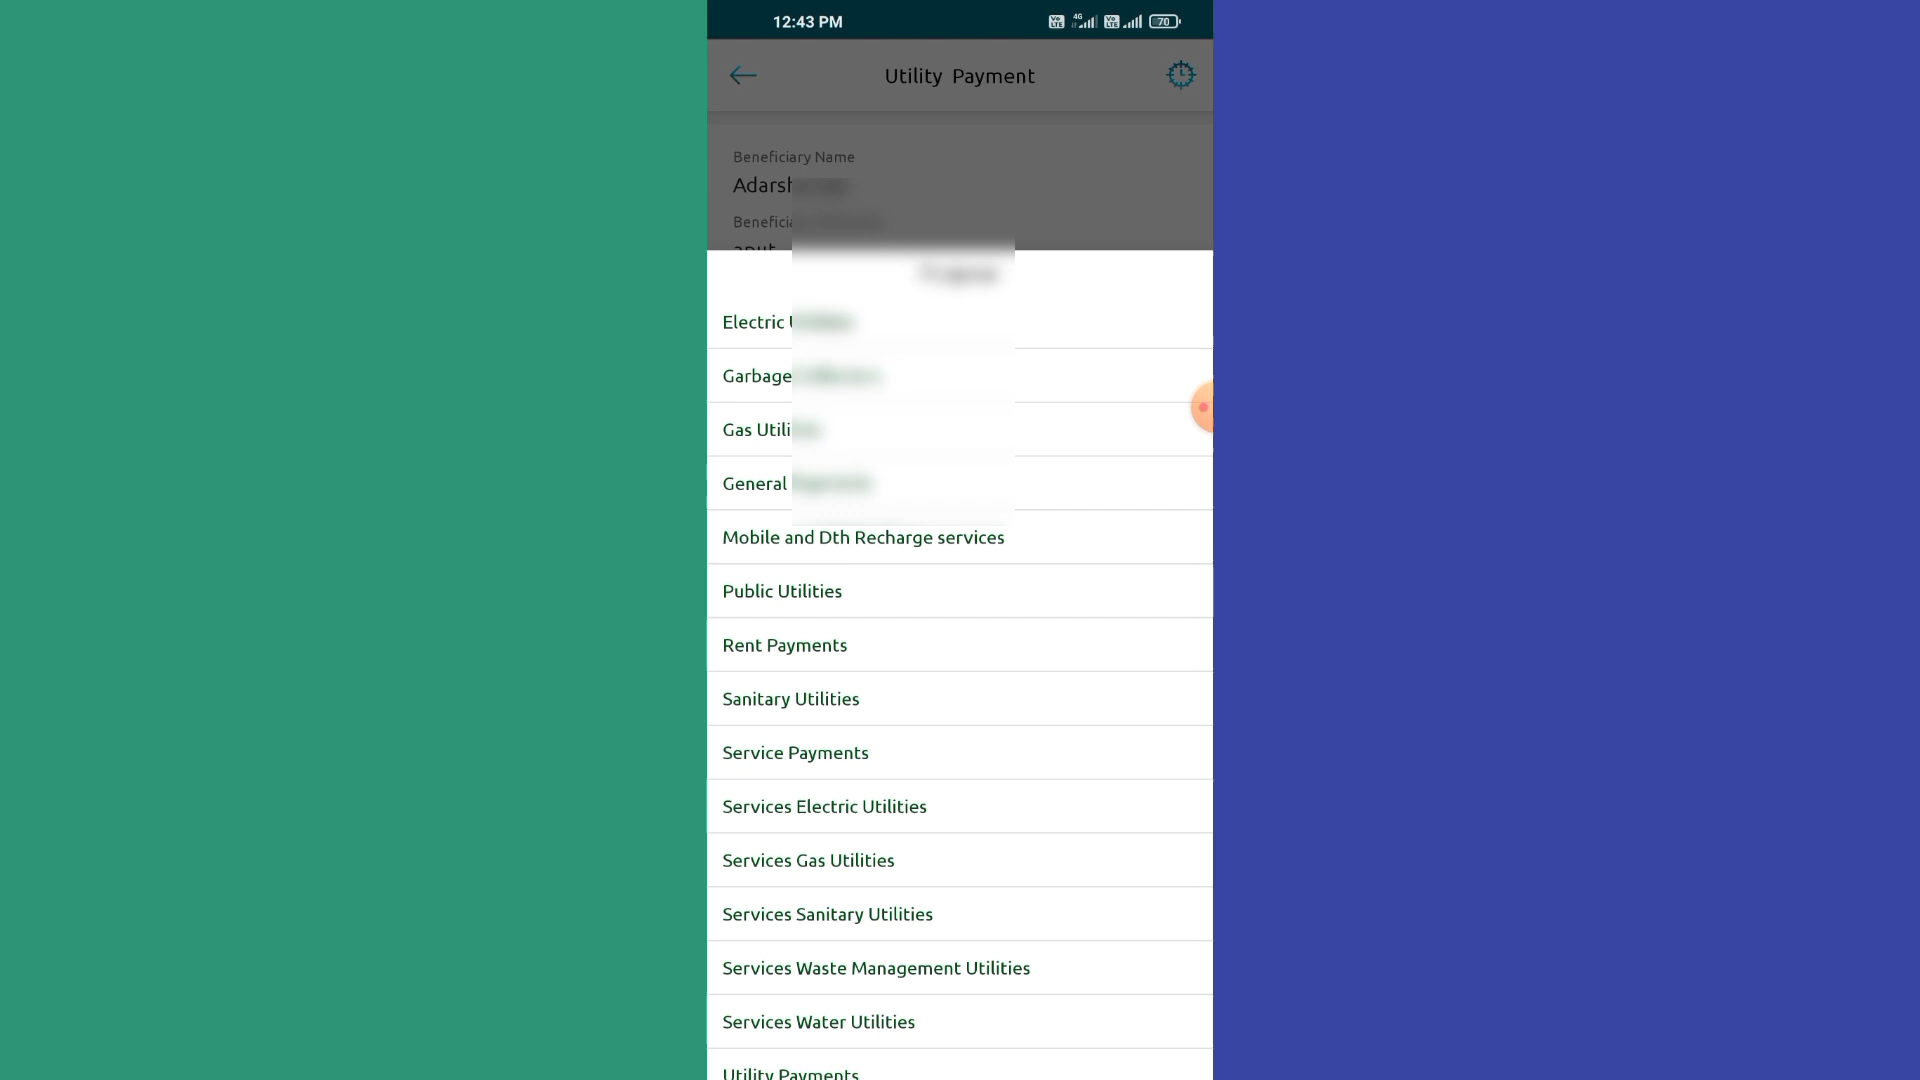 12:43 PM
4G
70
Utility Payment
Beneficiary Name
Electric
Garbage
Gas
General
Mobile and Dth Recharge services
Public Utilities
Rent Payments
Sanitary Utilities
Service Payments
Services Electric Utilities
Services Gas Utilities
Services Sanitary Utilities
Services Waste Management Utilities
Services Water Utilities
Utility Payments